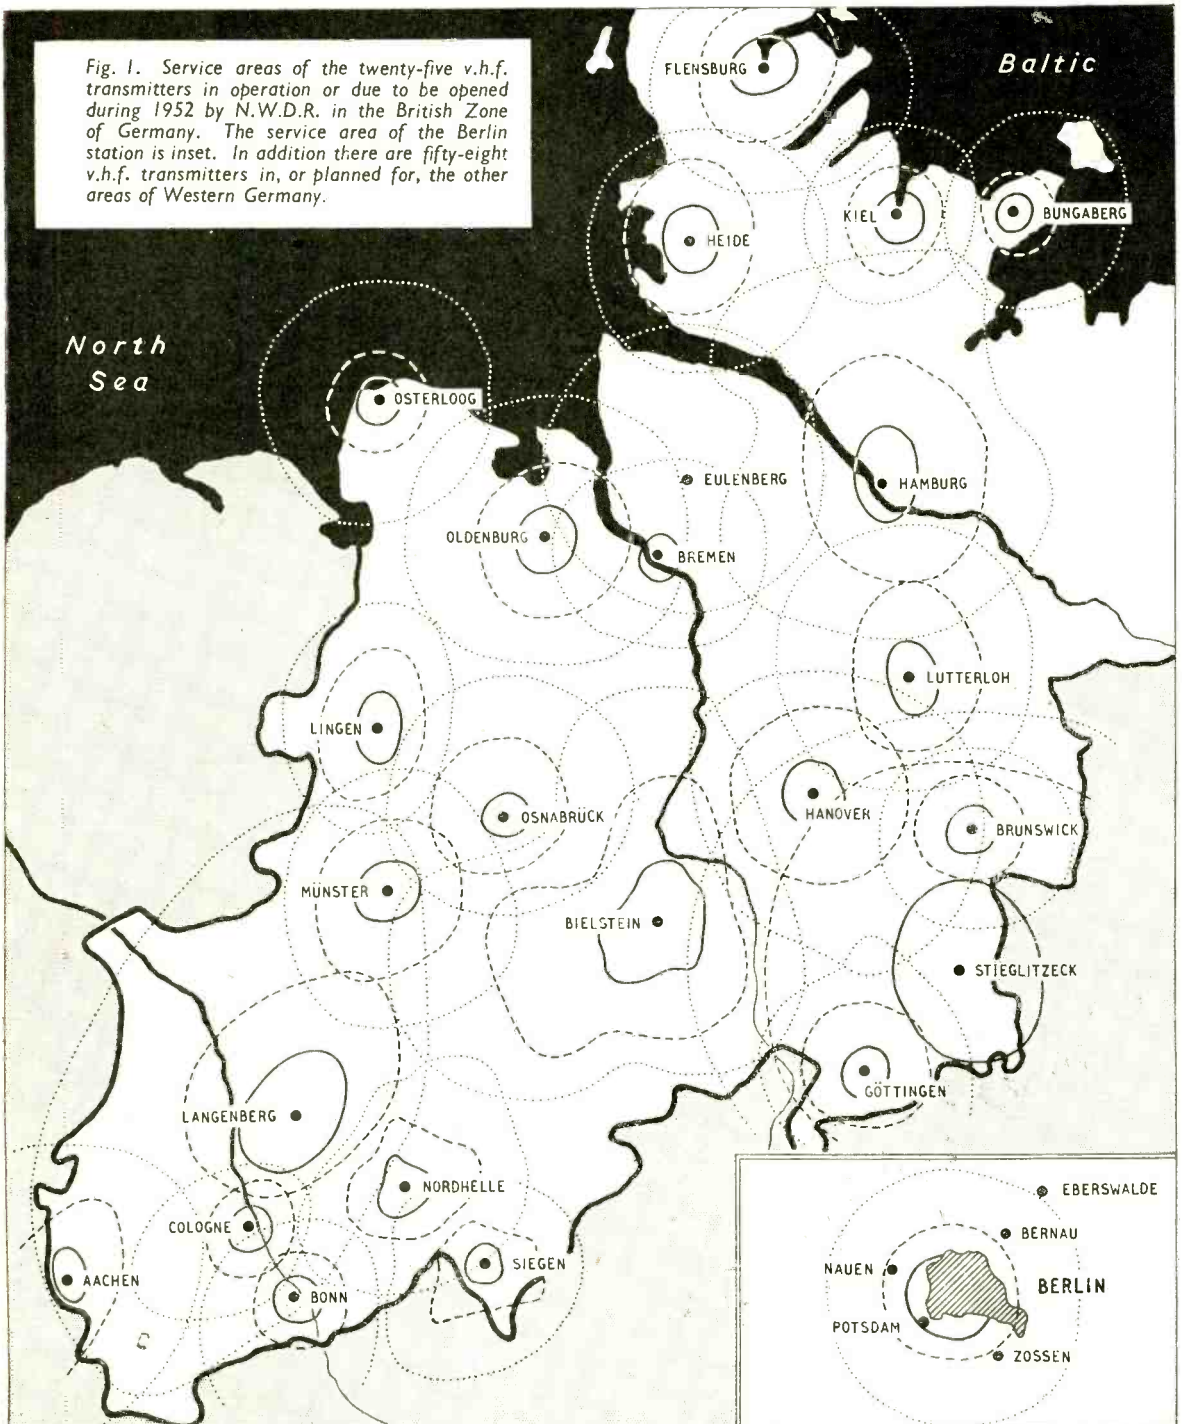 Fig. 1. Service areas of the twenty-five v.h.f.
transmitters in operation or due to be opened
during 1952 by N.W.D.R. in the British Zone
of Germany. The service area of the Berlin
station is inset. In addition there are fifty-eight
v.h.f. transmitters in, or planned for, the other
areas of Western Germany.
FLENSBURG
Baltic
KIEL
BUNGABERG
HEIDE
North
Sea
OSTERLOOG
EULENBERG
HAMBURG
OLDENBURG
BREMEN
LUTTERLOH
LINGEN
OSNABRÜCK
HANOVER
BRUNSWICK
MÜNSTER
BIELSTEIN
STIEGLITZECK
GÖTTINGEN
LANGENBERG
NORDHELLE
COLOGNE
SIEGEN
AACHEN
BONN
EBERSWALDE
BERNAU
NAUEN
BERLIN
POTSDAM
ZOSSEN